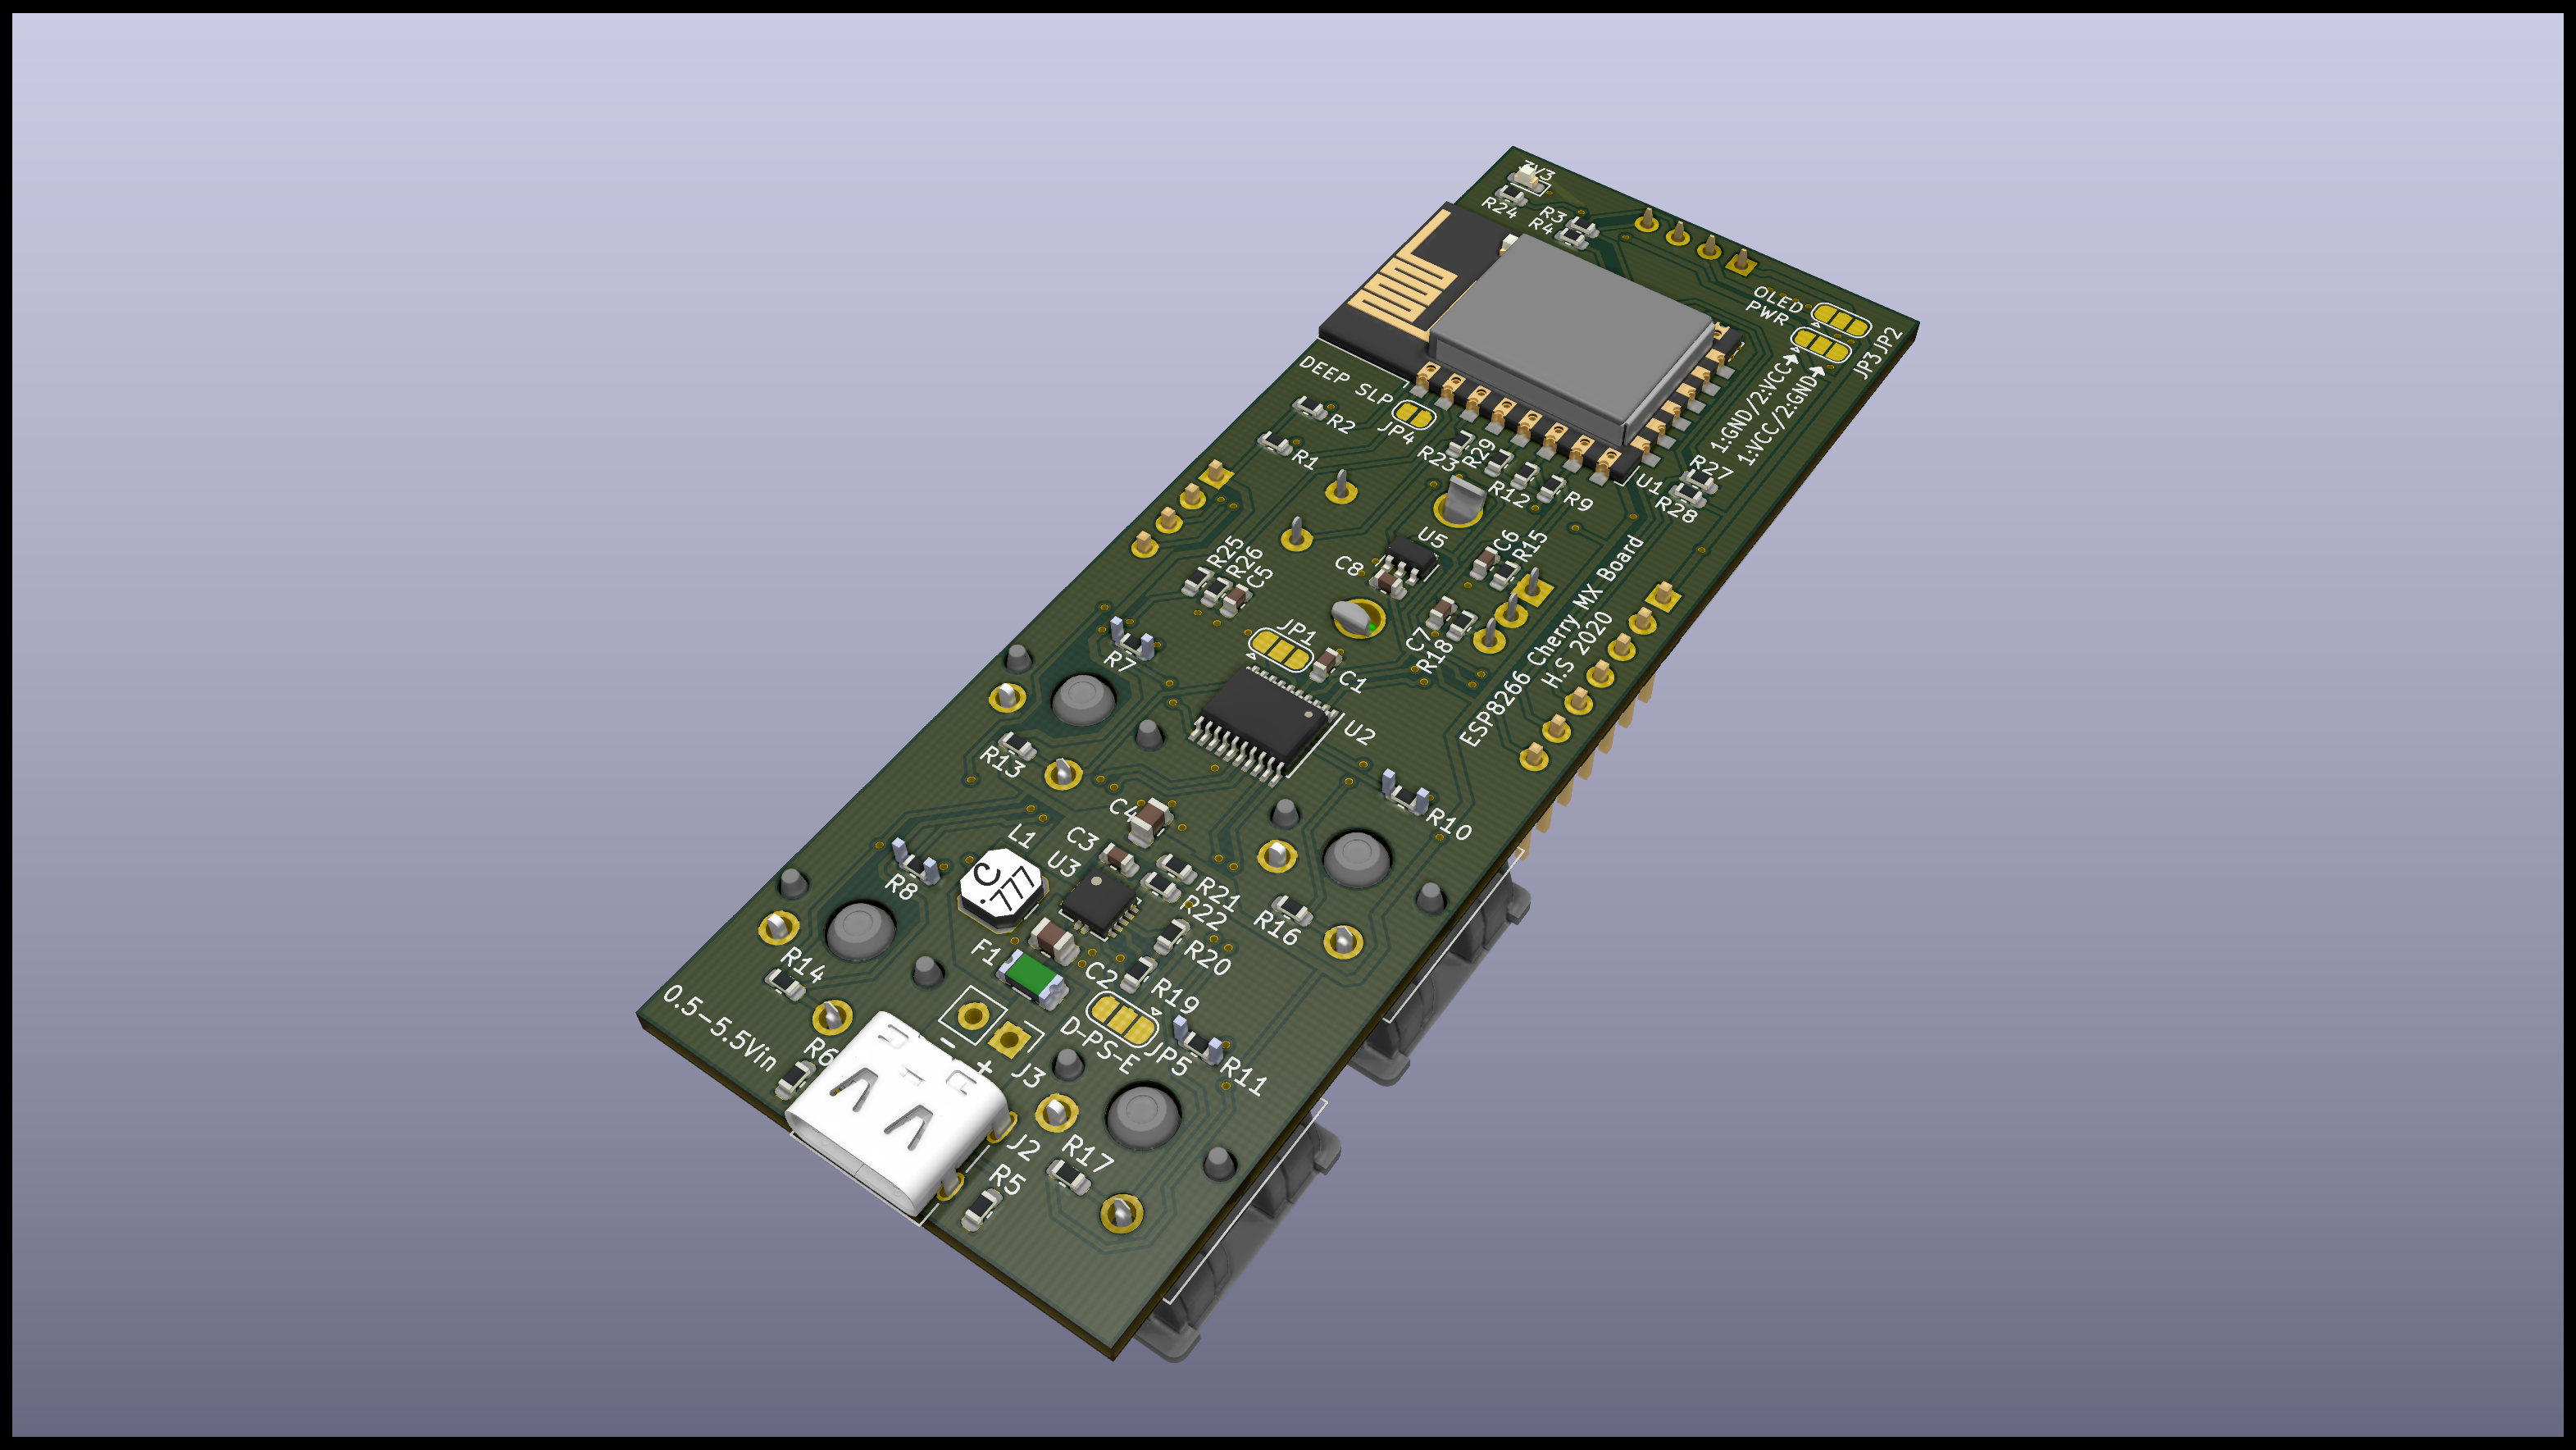 3V3
R24
R3
R4
OLED
PWR
JP2
JP3
1:GND/2:VCC
1:VCC/2:GND
DEEP SLP
JP4
R2
R1
R23
R29
R12
R9
U1
R27
R28
U5
C6
R15
C8
R25
R26
C5
C7
R18
JP1
C1
ESP8266 Cherry MX Board
H.S 2020
R7
U2
R13
R10
C4
C3
L1
U3
C
.777
R8
R21
R22
R16
R20
F1
C2
R19
R14
D-PS-E
JP5
R11
0.5-5.5Vin
R6
-
+
J3
J2
R17
R5